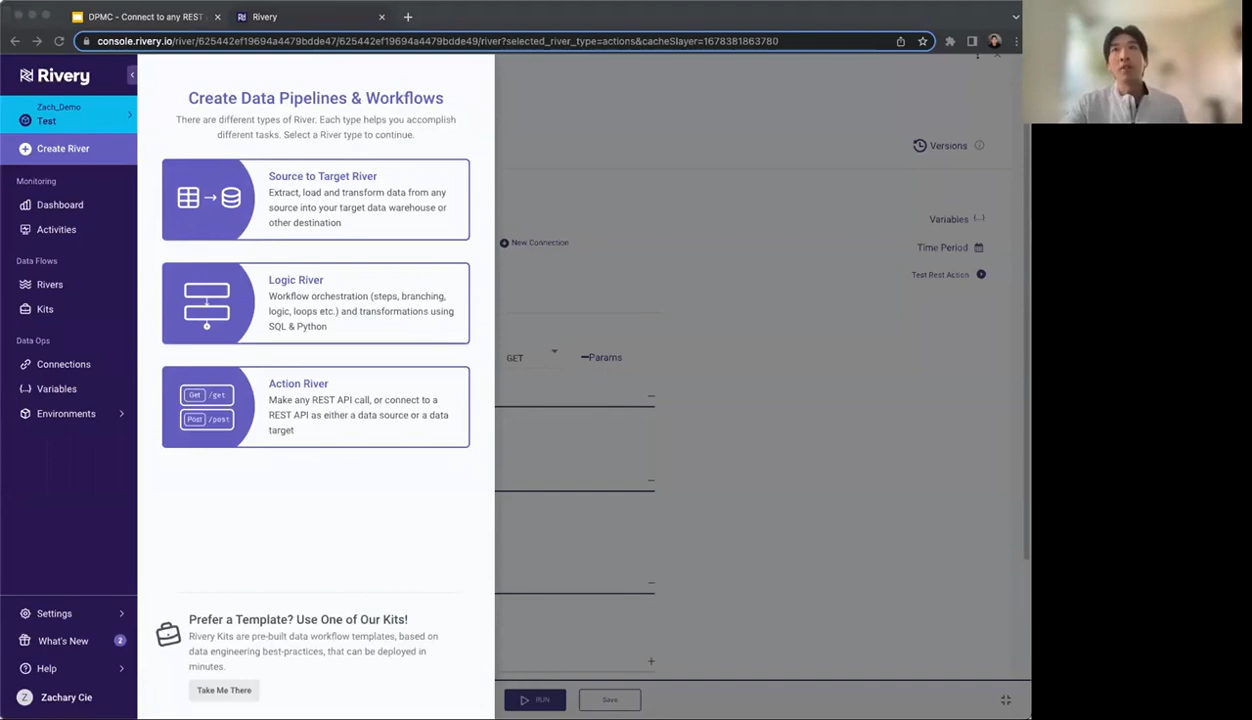 DPMC - Connect to any REST
Rivery
console.rivery.io/river/625442ef19694a4479bdde47/625442ef19694a4479bdde49/river?selected_river_type=actions&cacheSlayer=1678381863780
Rivery
Zach_Demo
Test
Create River
Monitoring
Dashboard
Activities
Data Flows
Rivers
Kits
Data Ops
Connections
Variables
Environments
Settings
What's New
2
Help
Z
Zachary Cie
Create Data Pipelines & Workflows
There are different types of River. Each type helps you accomplish
different tasks. Select a River type to continue.
Source to Target River
Extract, load and transform data from any
source into your target data warehouse or
other destination
Logic River
Workflow orchestration (steps, branching,
logic, loops etc.) and transformations using
SQL & Python
Get /get
Post /post
Action River
Make any REST API call, or connect to a
REST API as either a data source or a data
target
Prefer a Template? Use One of Our Kits!
Rivery Kits are pre-built data workflow templates, based on
data engineering best-practices, that can be deployed in
minutes.
Take Me There
Versions
Variables
New Connection
Time Period
Test Rest Action
GET
Params
RUN
Save